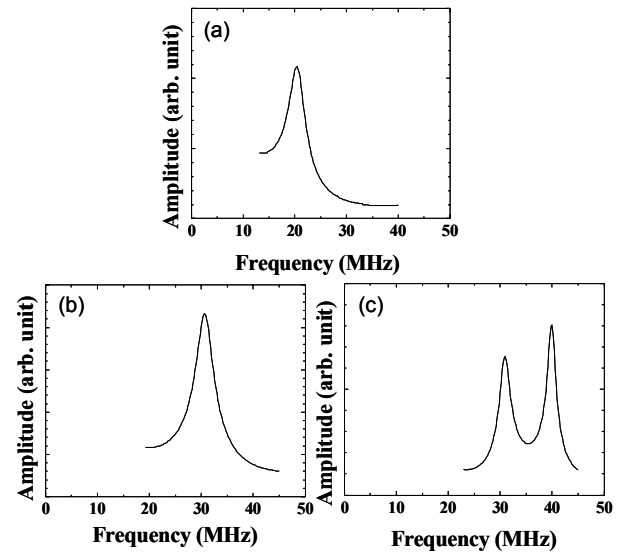 (a)
Amplitude (arb. unit)
0 10 20 30 40 50
Frequency (MHz)
(b)
Amplitude (arb. unit)
0 10 20 30 40 50
Frequency (MHz)
(c)
Amplitude (arb. unit)
0 10 20 30 40 50
Frequency (MHz)